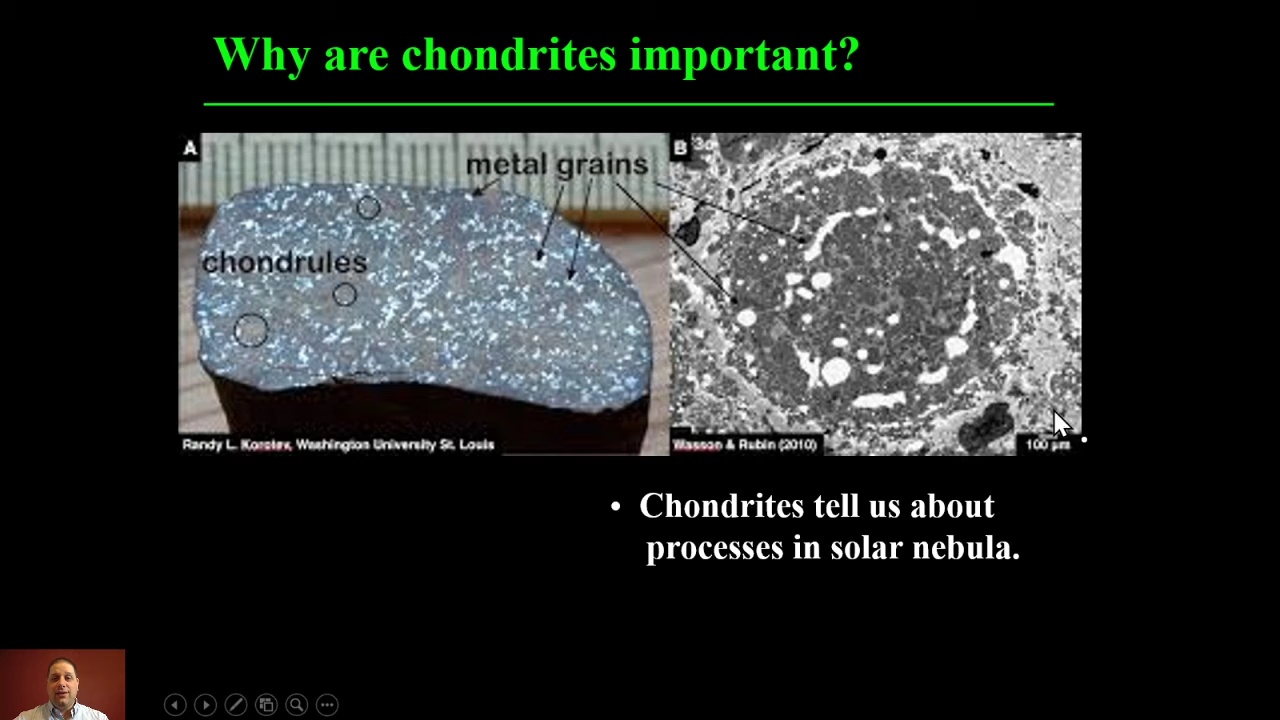 Why are chondrites important?
A
metal grains
chondrules
Randy L. Korotev, Washington University St. Louis
B
Wasson & Rubin (2010)
100 µm
• Chondrites tell us about
processes in solar nebula.